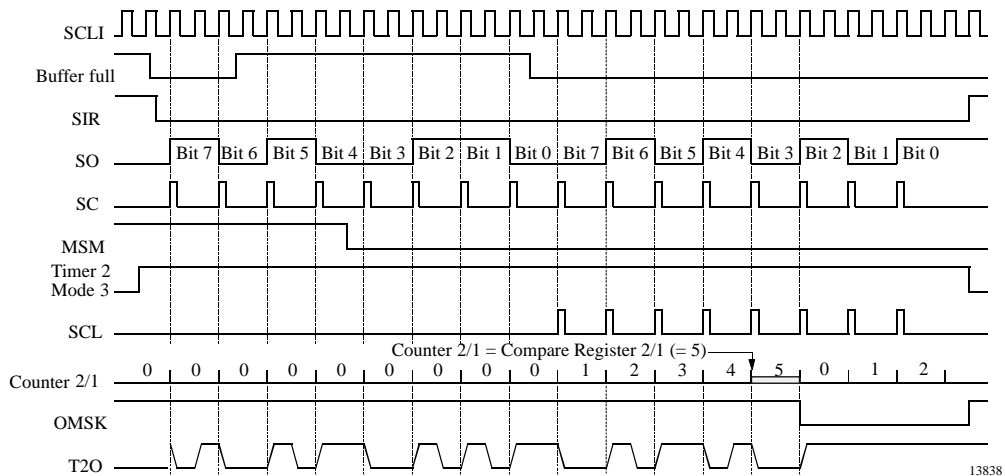 SCLI
Buffer full
SIR
SO Bit 7 Bit 6 Bit 5 Bit 4 Bit 3 Bit 2 Bit 1 Bit 0 Bit 7 Bit 6 Bit 5 Bit 4 Bit 3 Bit 2 Bit 1 Bit 0
SC
MSM
Timer 2
Mode 3
SCL
Counter 2/1 = Compare Register 2/1 (= 5)
Counter 2/1 0 0 0 0 0 0 0 0 0 1 2 3 4 5 0 1 2
OMSK
T2O
13838